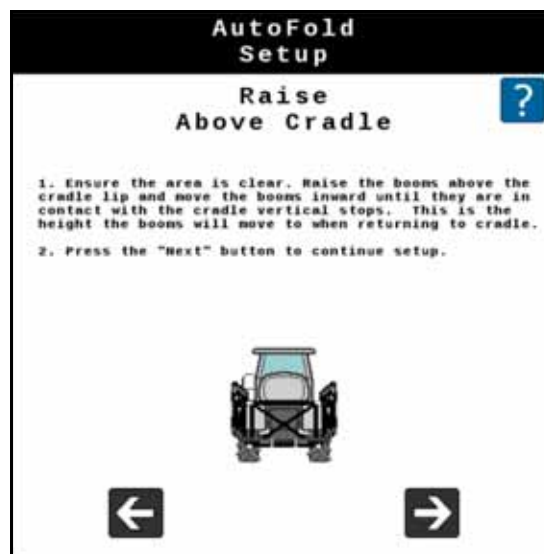 AutoFold
Setup
Raise
Above Cradle
?
1. Ensure the area is clear. Raise the booms above the
cradle lip and move the booms inward until they are in
contact with the cradle vertical stops. This is the
height the booms will move to when returning to cradle.
2. Press the "Next" button to continue setup.